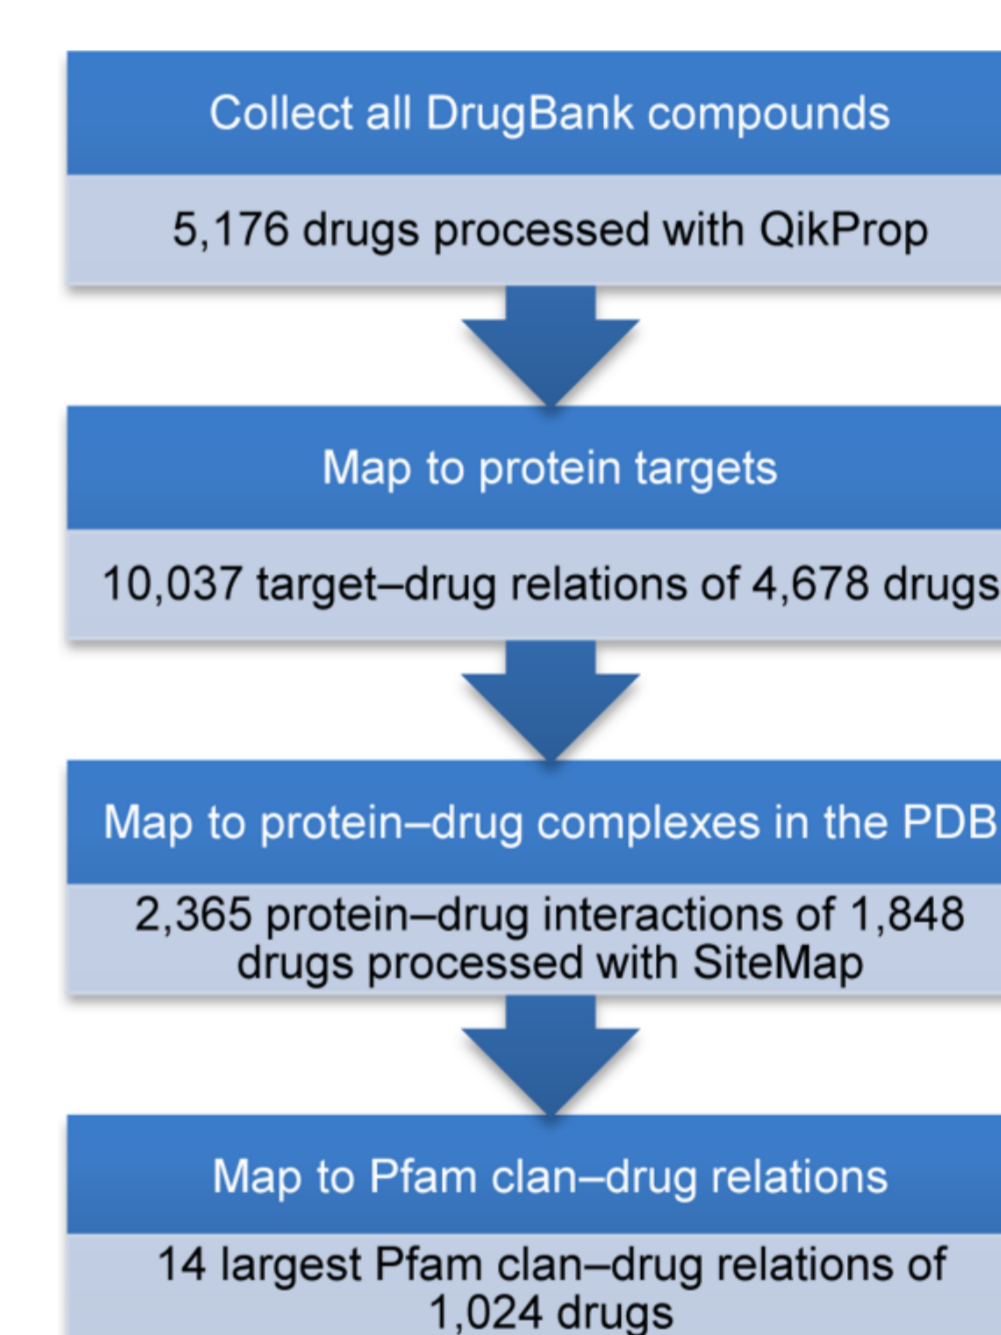 Collect all DrugBank compounds
5,176 drugs processed with QikProp
Map to protein targets
10,037 target–drug relations of 4,678 drugs
Map to protein–drug complexes in the PDB
2,365 protein–drug interactions of 1,848
drugs processed with SiteMap
Map to Pfam clan–drug relations
14 largest Pfam clan–drug relations of
1,024 drugs